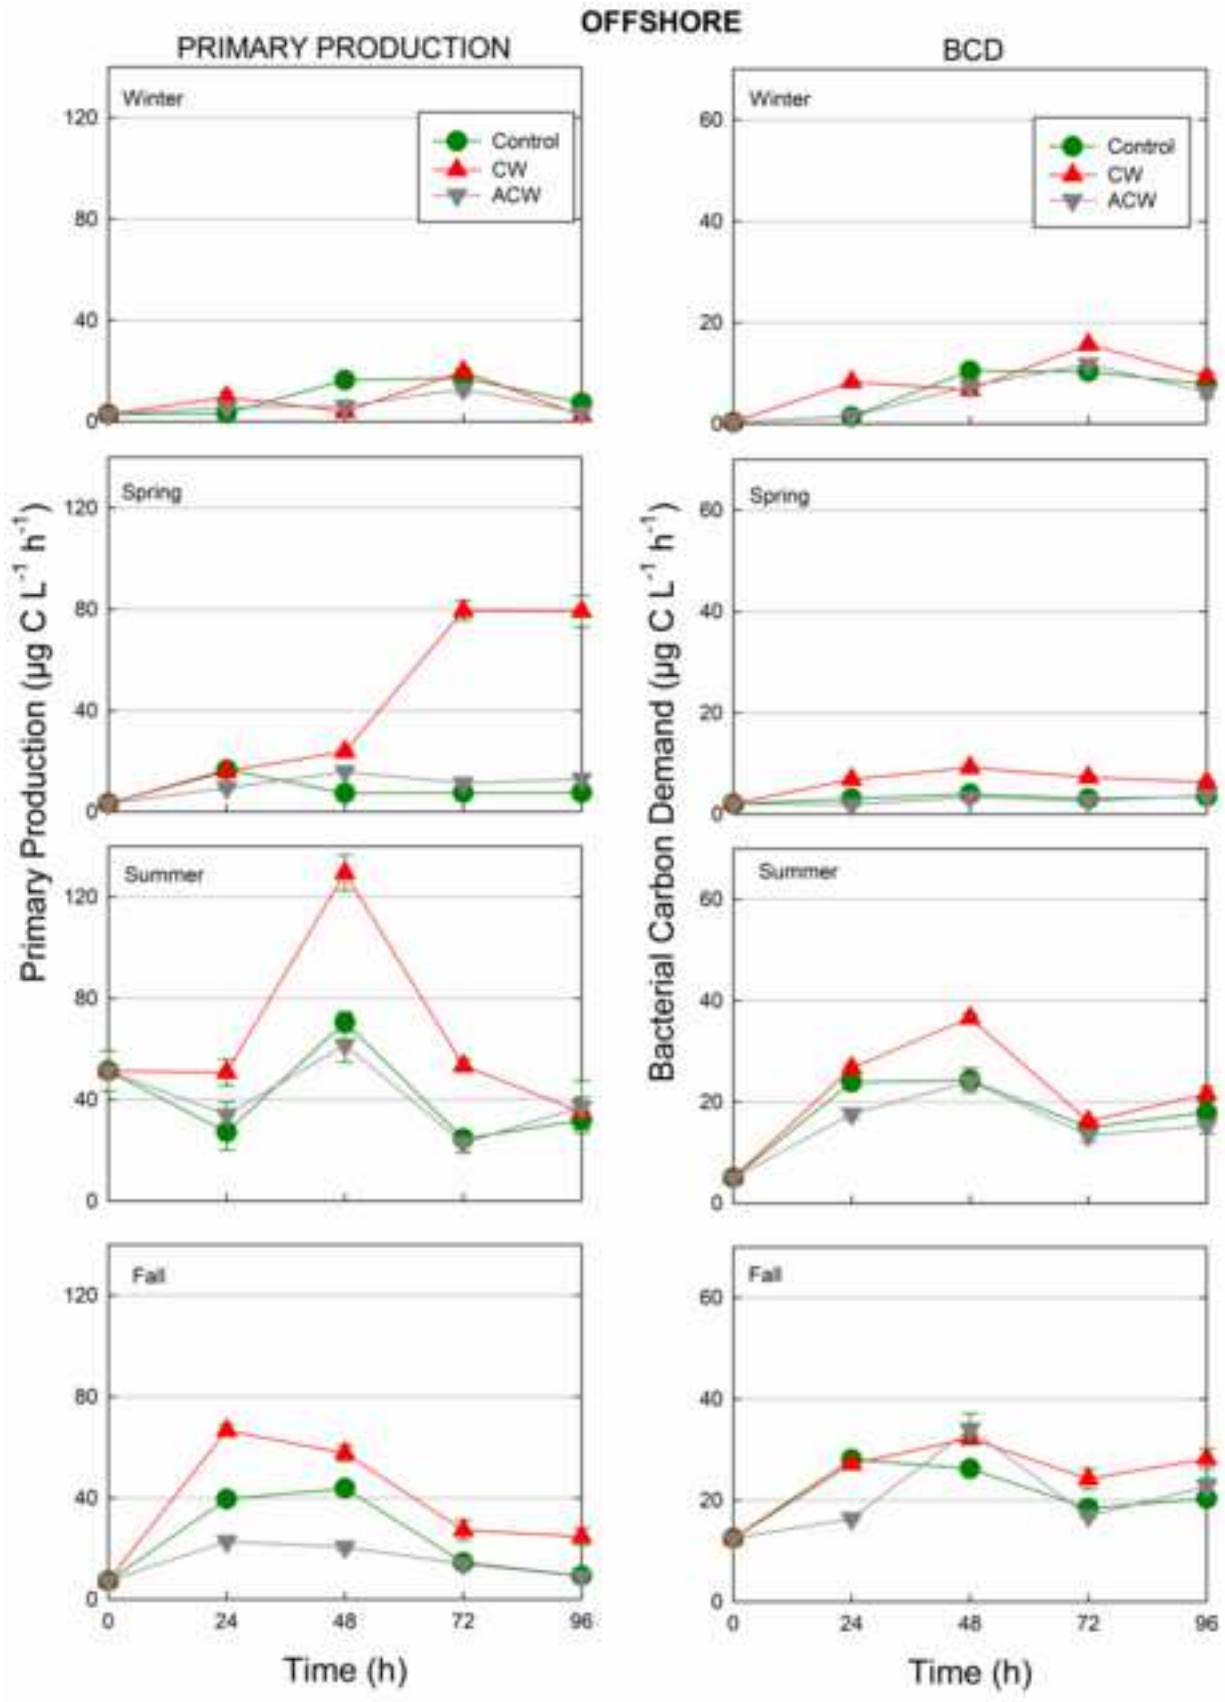 OFFSHORE
PRIMARY PRODUCTION
BCD
Winter
Control
CW
ACW
120
80
40
0
Winter
Control
CW
ACW
60
40
20
0
Spring
120
80
40
0
Spring
60
40
20
0
Summer
120
80
40
0
Summer
60
40
20
0
Fall
120
80
40
0
Fall
60
40
20
0
Primary Production (µg C L⁻¹ h⁻¹)
Bacterial Carbon Demand (µg C L⁻¹ h⁻¹)
0 24 48 72 96
0 24 48 72 96
Time (h)
Time (h)